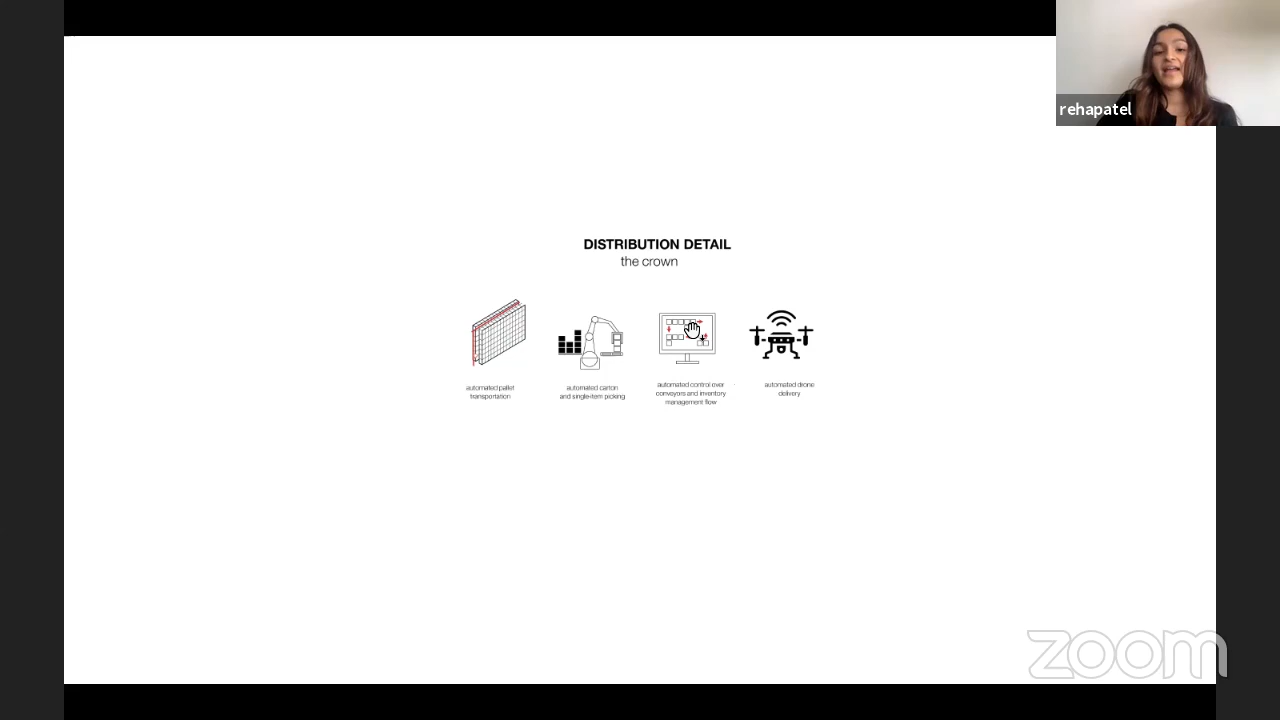 rehapatel
DISTRIBUTION DETAIL
the crown
automated pallet
transportation
automated carton
and single-item picking
automated control over
conveyors and inventory
management flow
automated drone
delivery
zoom